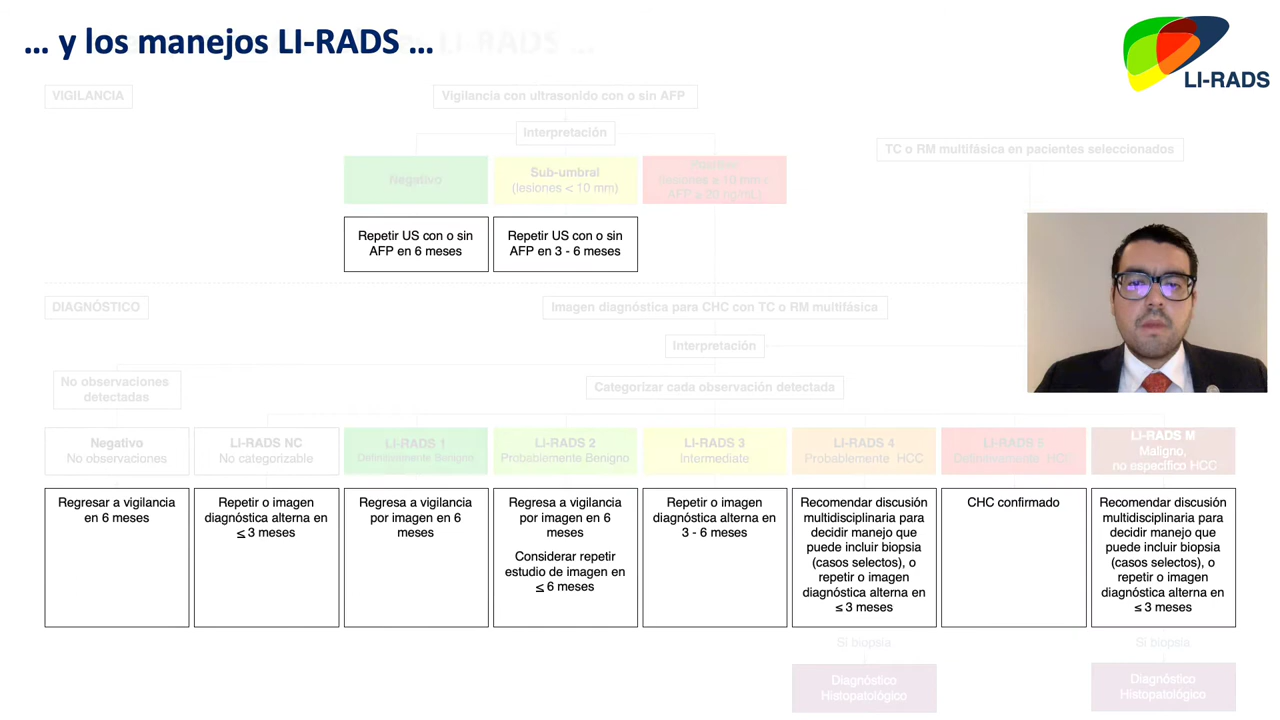 … y los manejos LI-RADS …
LI-RADS
VIGILANCIA
Vigilancia con ultrasonido con o sin AFP
Interpretación
TC o RM multifásica en pacientes seleccionados
Negativo
Sub-umbral
(lesiones < 10 mm)
Positivo
(lesiones ≥ 10 mm o
AFP ≥ 20 ng/mL)
Repetir US con o sin
AFP en 6 meses
Repetir US con o sin
AFP en 3 - 6 meses
DIAGNÓSTICO
Imagen diagnóstica para CHC con TC o RM multifásica
Interpretación
No observaciones
detectadas
Categorizar cada observación detectada
Negativo
No observaciones
LI-RADS NC
No categorizable
LI-RADS 1
Definitivamente Benigno
LI-RADS 2
Probablemente Benigno
LI-RADS 3
Intermediate
LI-RADS 4
Probablemente HCC
LI-RADS 5
Definivamente HCC
LI-RADS M
Maligno,
no específico HCC
Regresar a vigilancia
en 6 meses
Repetir o imagen
diagnóstica alterna en
≤ 3 meses
Regresa a vigilancia
por imagen en 6
meses
Regresa a vigilancia
por imagen en 6
meses
Considerar repetir
estudio de imagen en
≤ 6 meses
Repetir o imagen
diagnóstica alterna en
3 - 6 meses
Recomendar discusión
multidisciplinaria para
decidir manejo que
puede incluir biopsia
(casos selectos), o
repetir o imagen
diagnóstica alterna en
≤ 3 meses
CHC confirmado
Recomendar discusión
multidisciplinaria para
decidir manejo que
puede incluir biopsia
(casos selectos), o
repetir o imagen
diagnóstica alterna en
≤ 3 meses
Si biopsia
Si biopsia
Diagnóstico
Histopatológico
Diagnóstico
Histopatológico